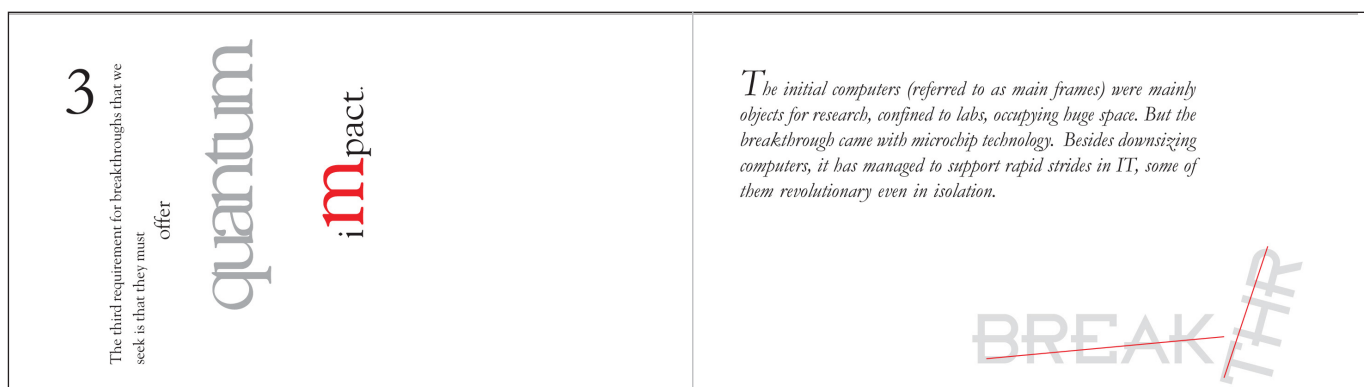 3
The third requirement for breakthroughs that we
seek is that they must
offer
quantum
impact.
The initial computers (referred to as main frames) were mainly
objects for research, confined to labs, occupying huge space. But the
breakthrough came with microchip technology. Besides downsizing
computers, it has managed to support rapid strides in IT, some of
them revolutionary even in isolation.
BREAK
THR